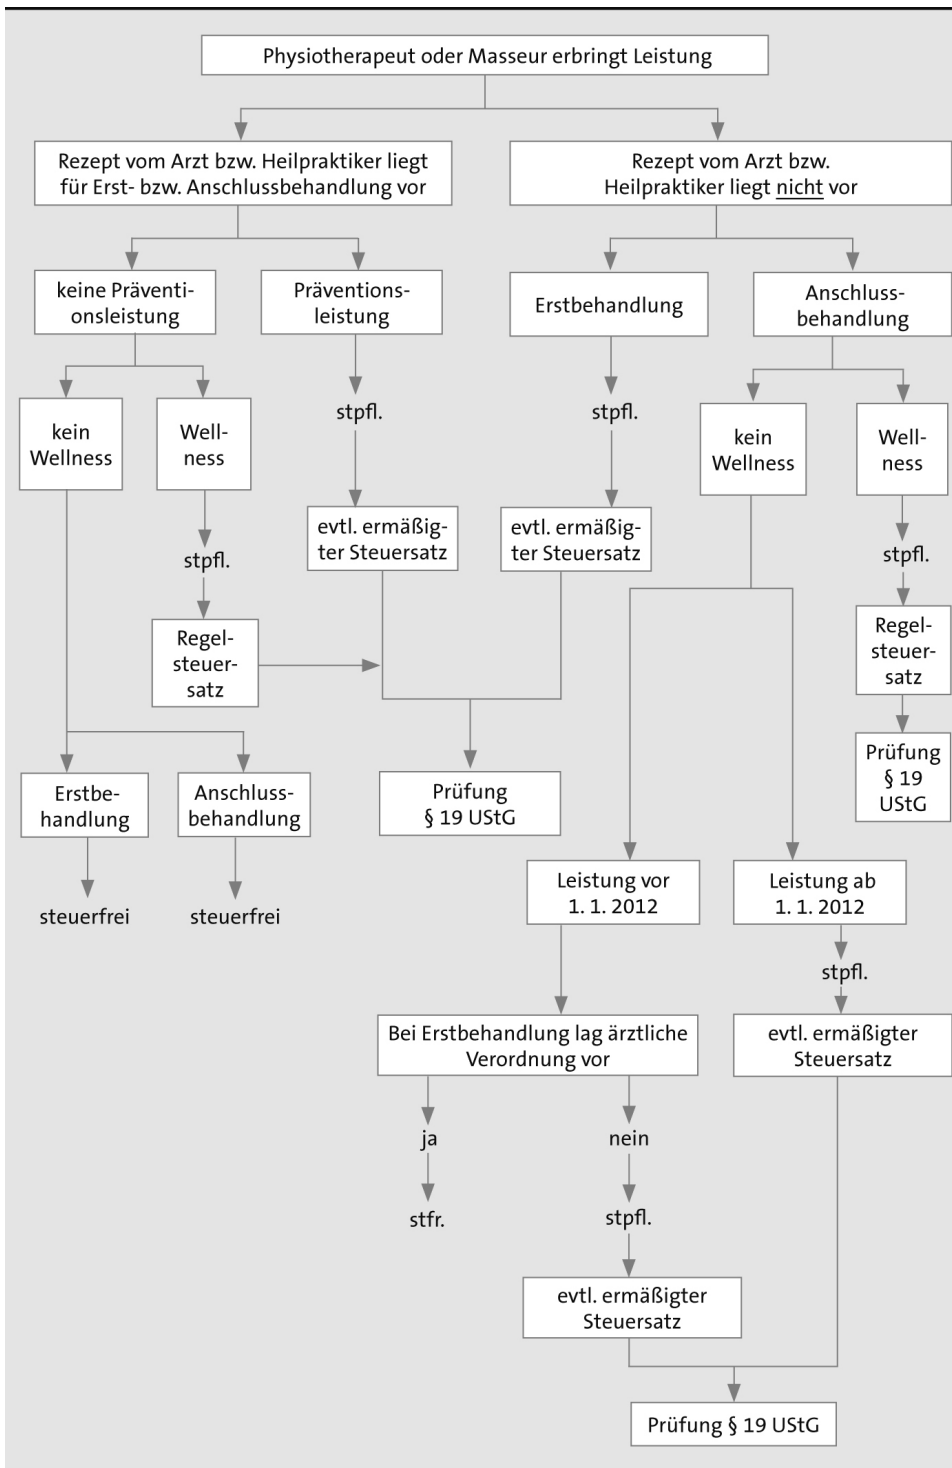 Physiotherapeut oder Masseur erbringt Leistung
Rezept vom Arzt bzw. Heilpraktiker liegt
für Erst- bzw. Anschlussbehandlung vor
Rezept vom Arzt bzw.
Heilpraktiker liegt nicht vor
keine Präventi-
onsleistung
Präventions-
leistung
Erstbehandlung
Anschluss-
behandlung
kein
Wellness
Well-
ness
stpfl.
stpfl.
kein
Wellness
Well-
ness
evtl. ermäßig-
ter Steuersatz
evtl. ermäßig-
ter Steuersatz
stpfl.
stpfl.
Regel-
steuer-
satz
Regel-
steuer-
satz
Erstbe-
handlung
Anschluss-
behandlung
Prüfung
§ 19 UStG
Prüfung
§ 19
UStG
steuerfrei
steuerfrei
Leistung vor
1. 1. 2012
Leistung ab
1. 1. 2012
stpfl.
Bei Erstbehandlung lag ärztliche
Verordnung vor
evtl. ermäßigter
Steuersatz
ja
nein
stfr.
stpfl.
evtl. ermäßigter
Steuersatz
Prüfung § 19 UStG